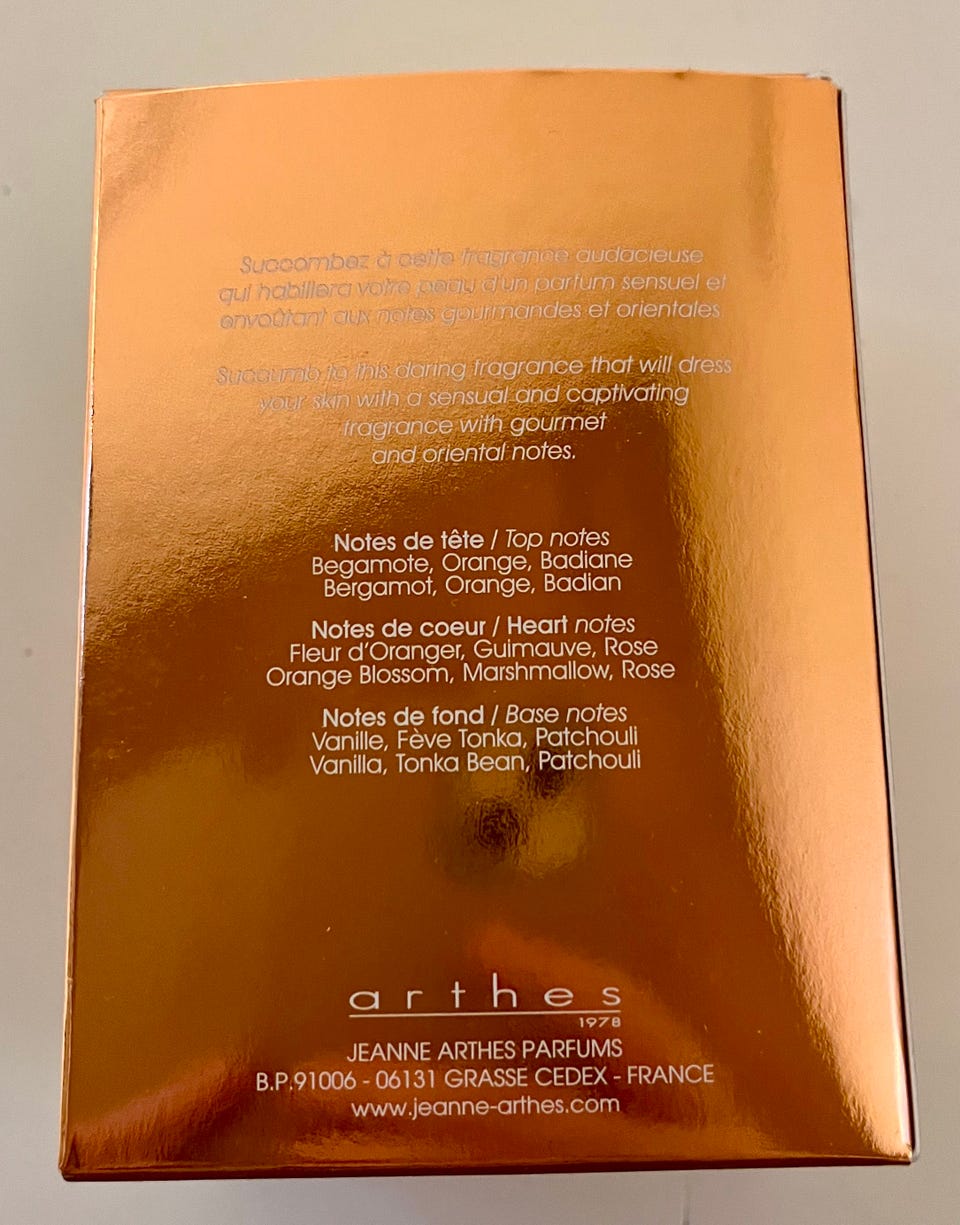 Succombez à cette fragrance audacieuse
qui habillera votre peau d'un parfum sensuel et
envoûtant aux notes gourmandes et orientales.
Succumb to this daring fragrance that will dress
your skin with a sensual and captivating
fragrance with gourmet
and oriental notes.
Notes de tête / Top notes
Begamote, Orange, Badiane
Bergamot, Orange, Badian
Notes de coeur / Heart notes
Fleur d'Oranger, Guimauve, Rose
Orange Blossom, Marshmallow, Rose
Notes de fond / Base notes
Vanille, Fève Tonka, Patchouli
Vanilla, Tonka Bean, Patchouli
arthes
1978
JEANNE ARTHES PARFUMS
B.P.91006 - 06131 GRASSE CEDEX - FRANCE
www.jeanne-arthes.com